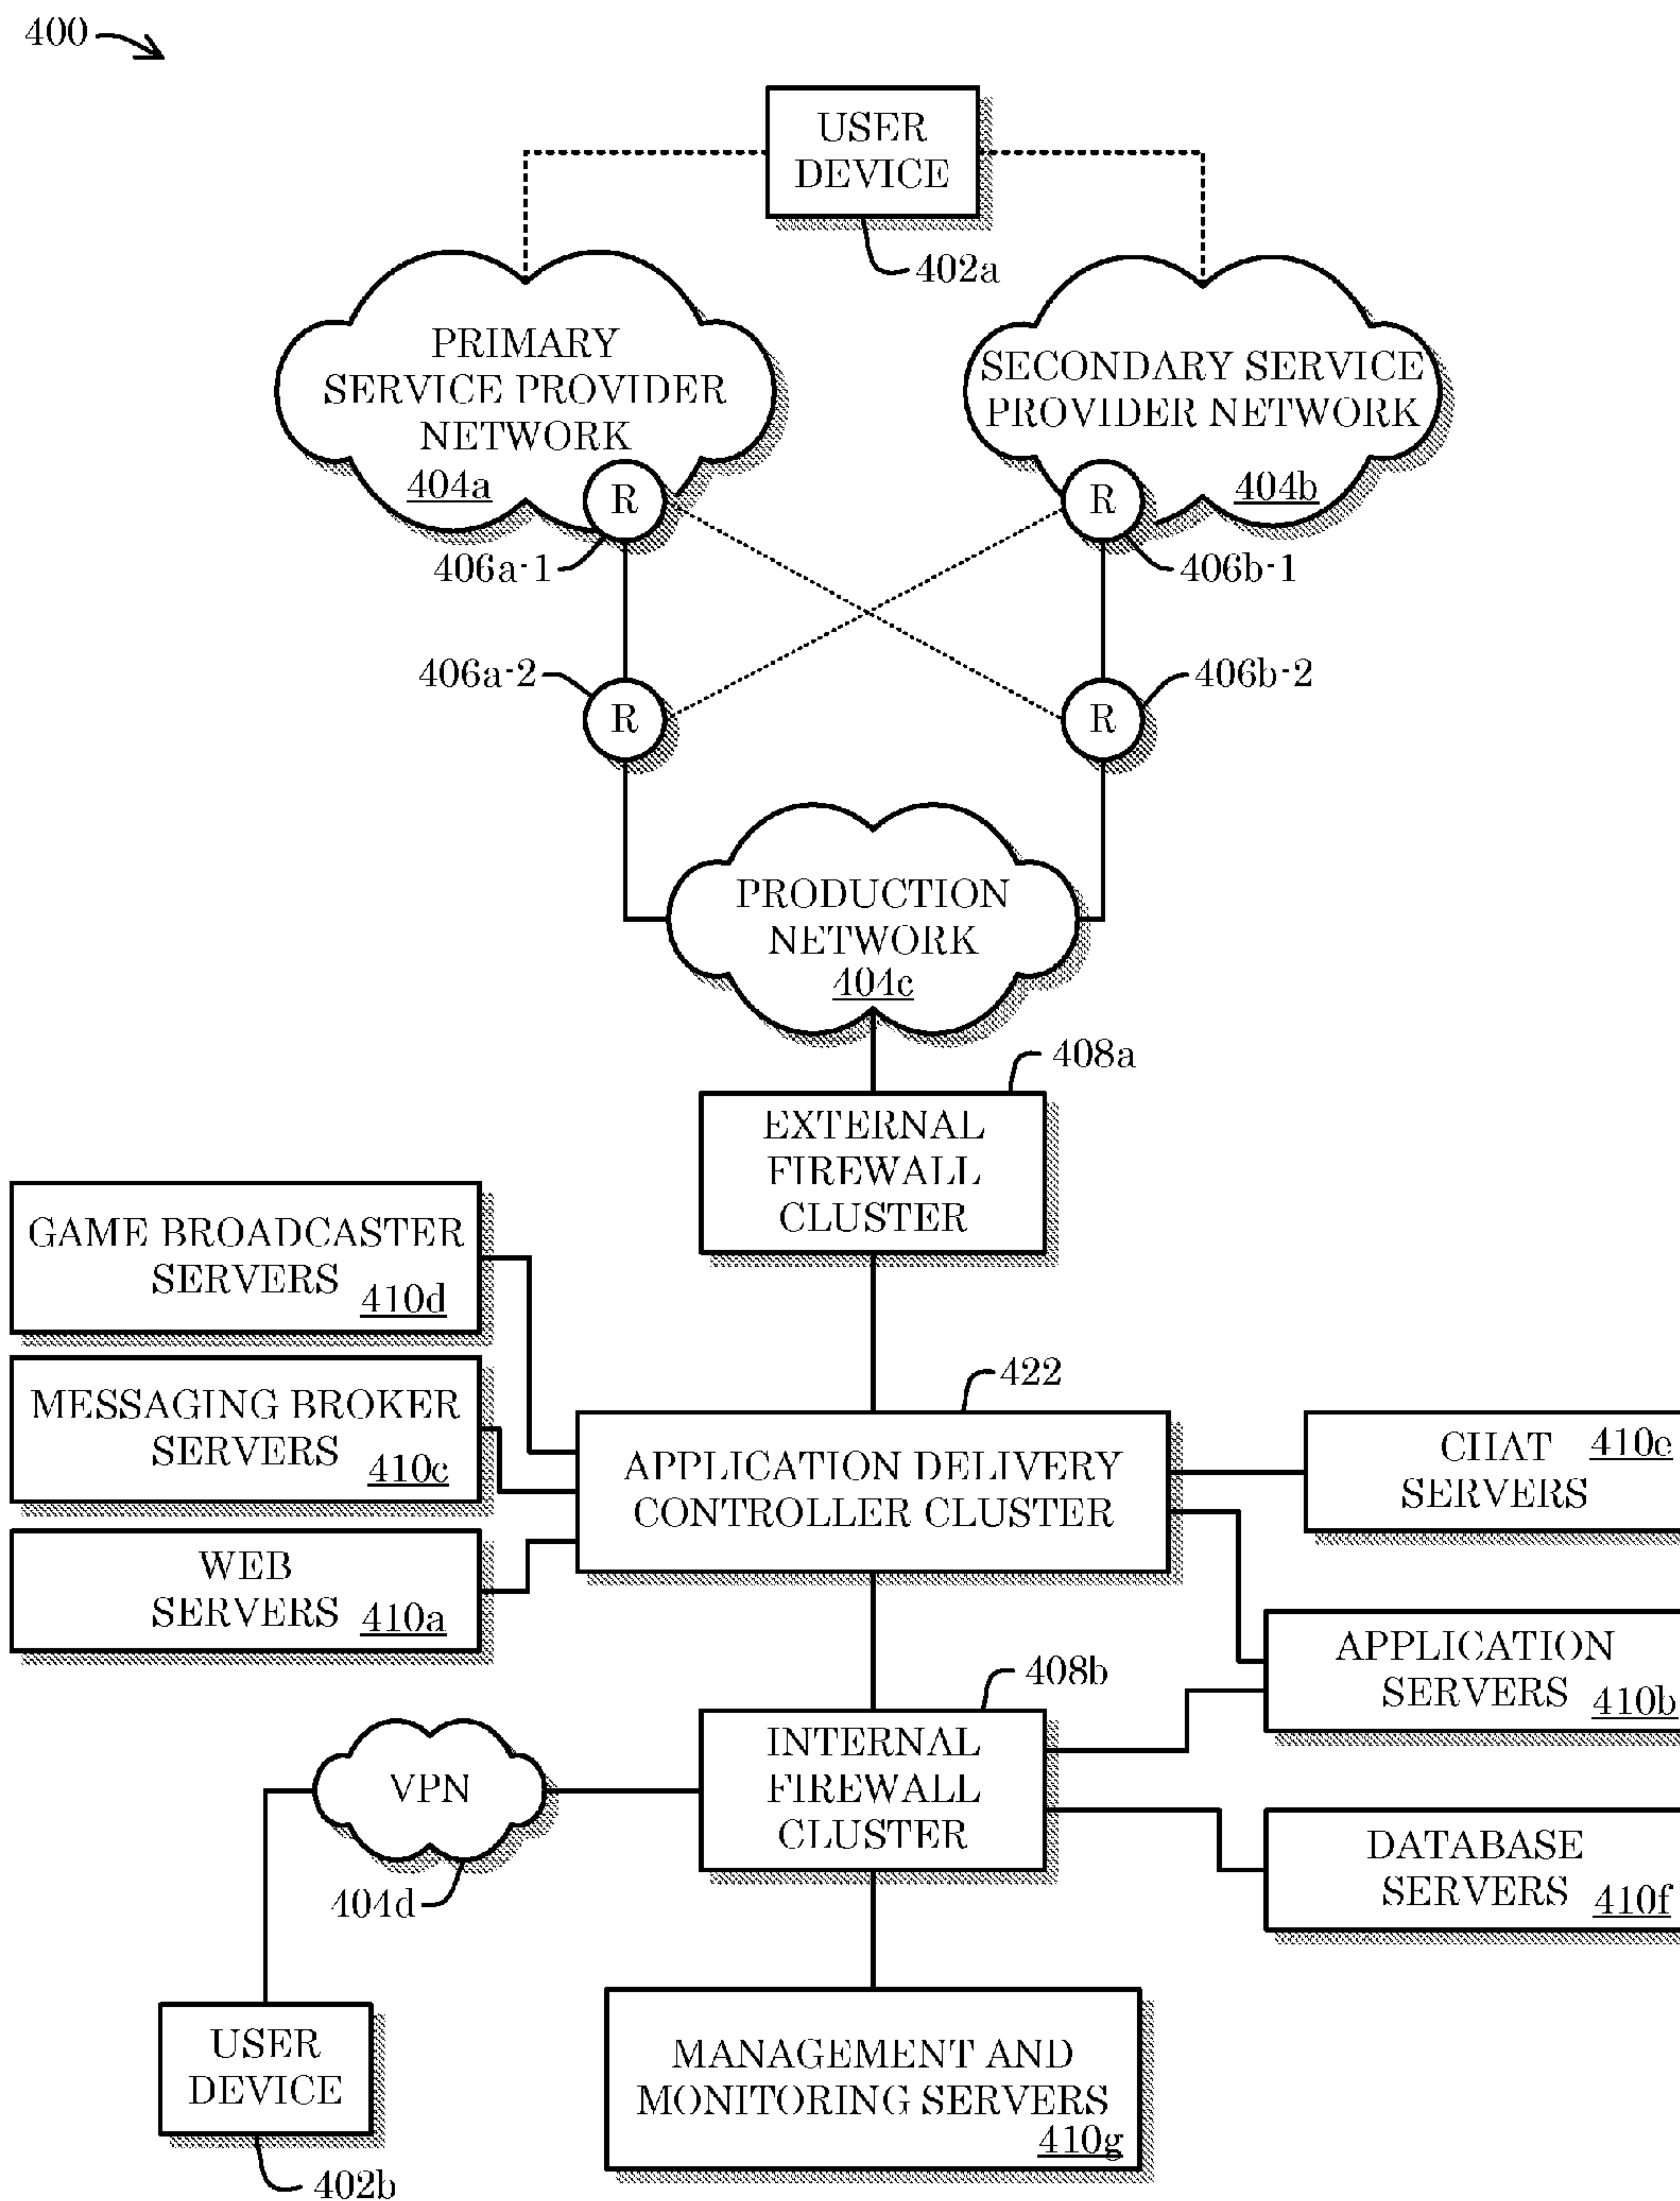 400
USER
DEVICE
402a
PRIMARY
SERVICE PROVIDER
NETWORK
404a
SECONDARY SERVICE
PROVIDER NETWORK
404b
R
R
406a-1
406b-1
406a-2
406b-2
R
R
PRODUCTION
NETWORK
404c
408a
EXTERNAL
FIREWALL
CLUSTER
GAME BROADCASTER
SERVERS 410d
MESSAGING BROKER
SERVERS 410c
WEB
SERVERS 410a
422
APPLICATION DELIVERY
CONTROLLER CLUSTER
CHAT 410e
SERVERS
APPLICATION
SERVERS 410b
408b
INTERNAL
FIREWALL
CLUSTER
VPN
404d
DATABASE
SERVERS 410f
USER
DEVICE
402b
MANAGEMENT AND
MONITORING SERVERS
410g